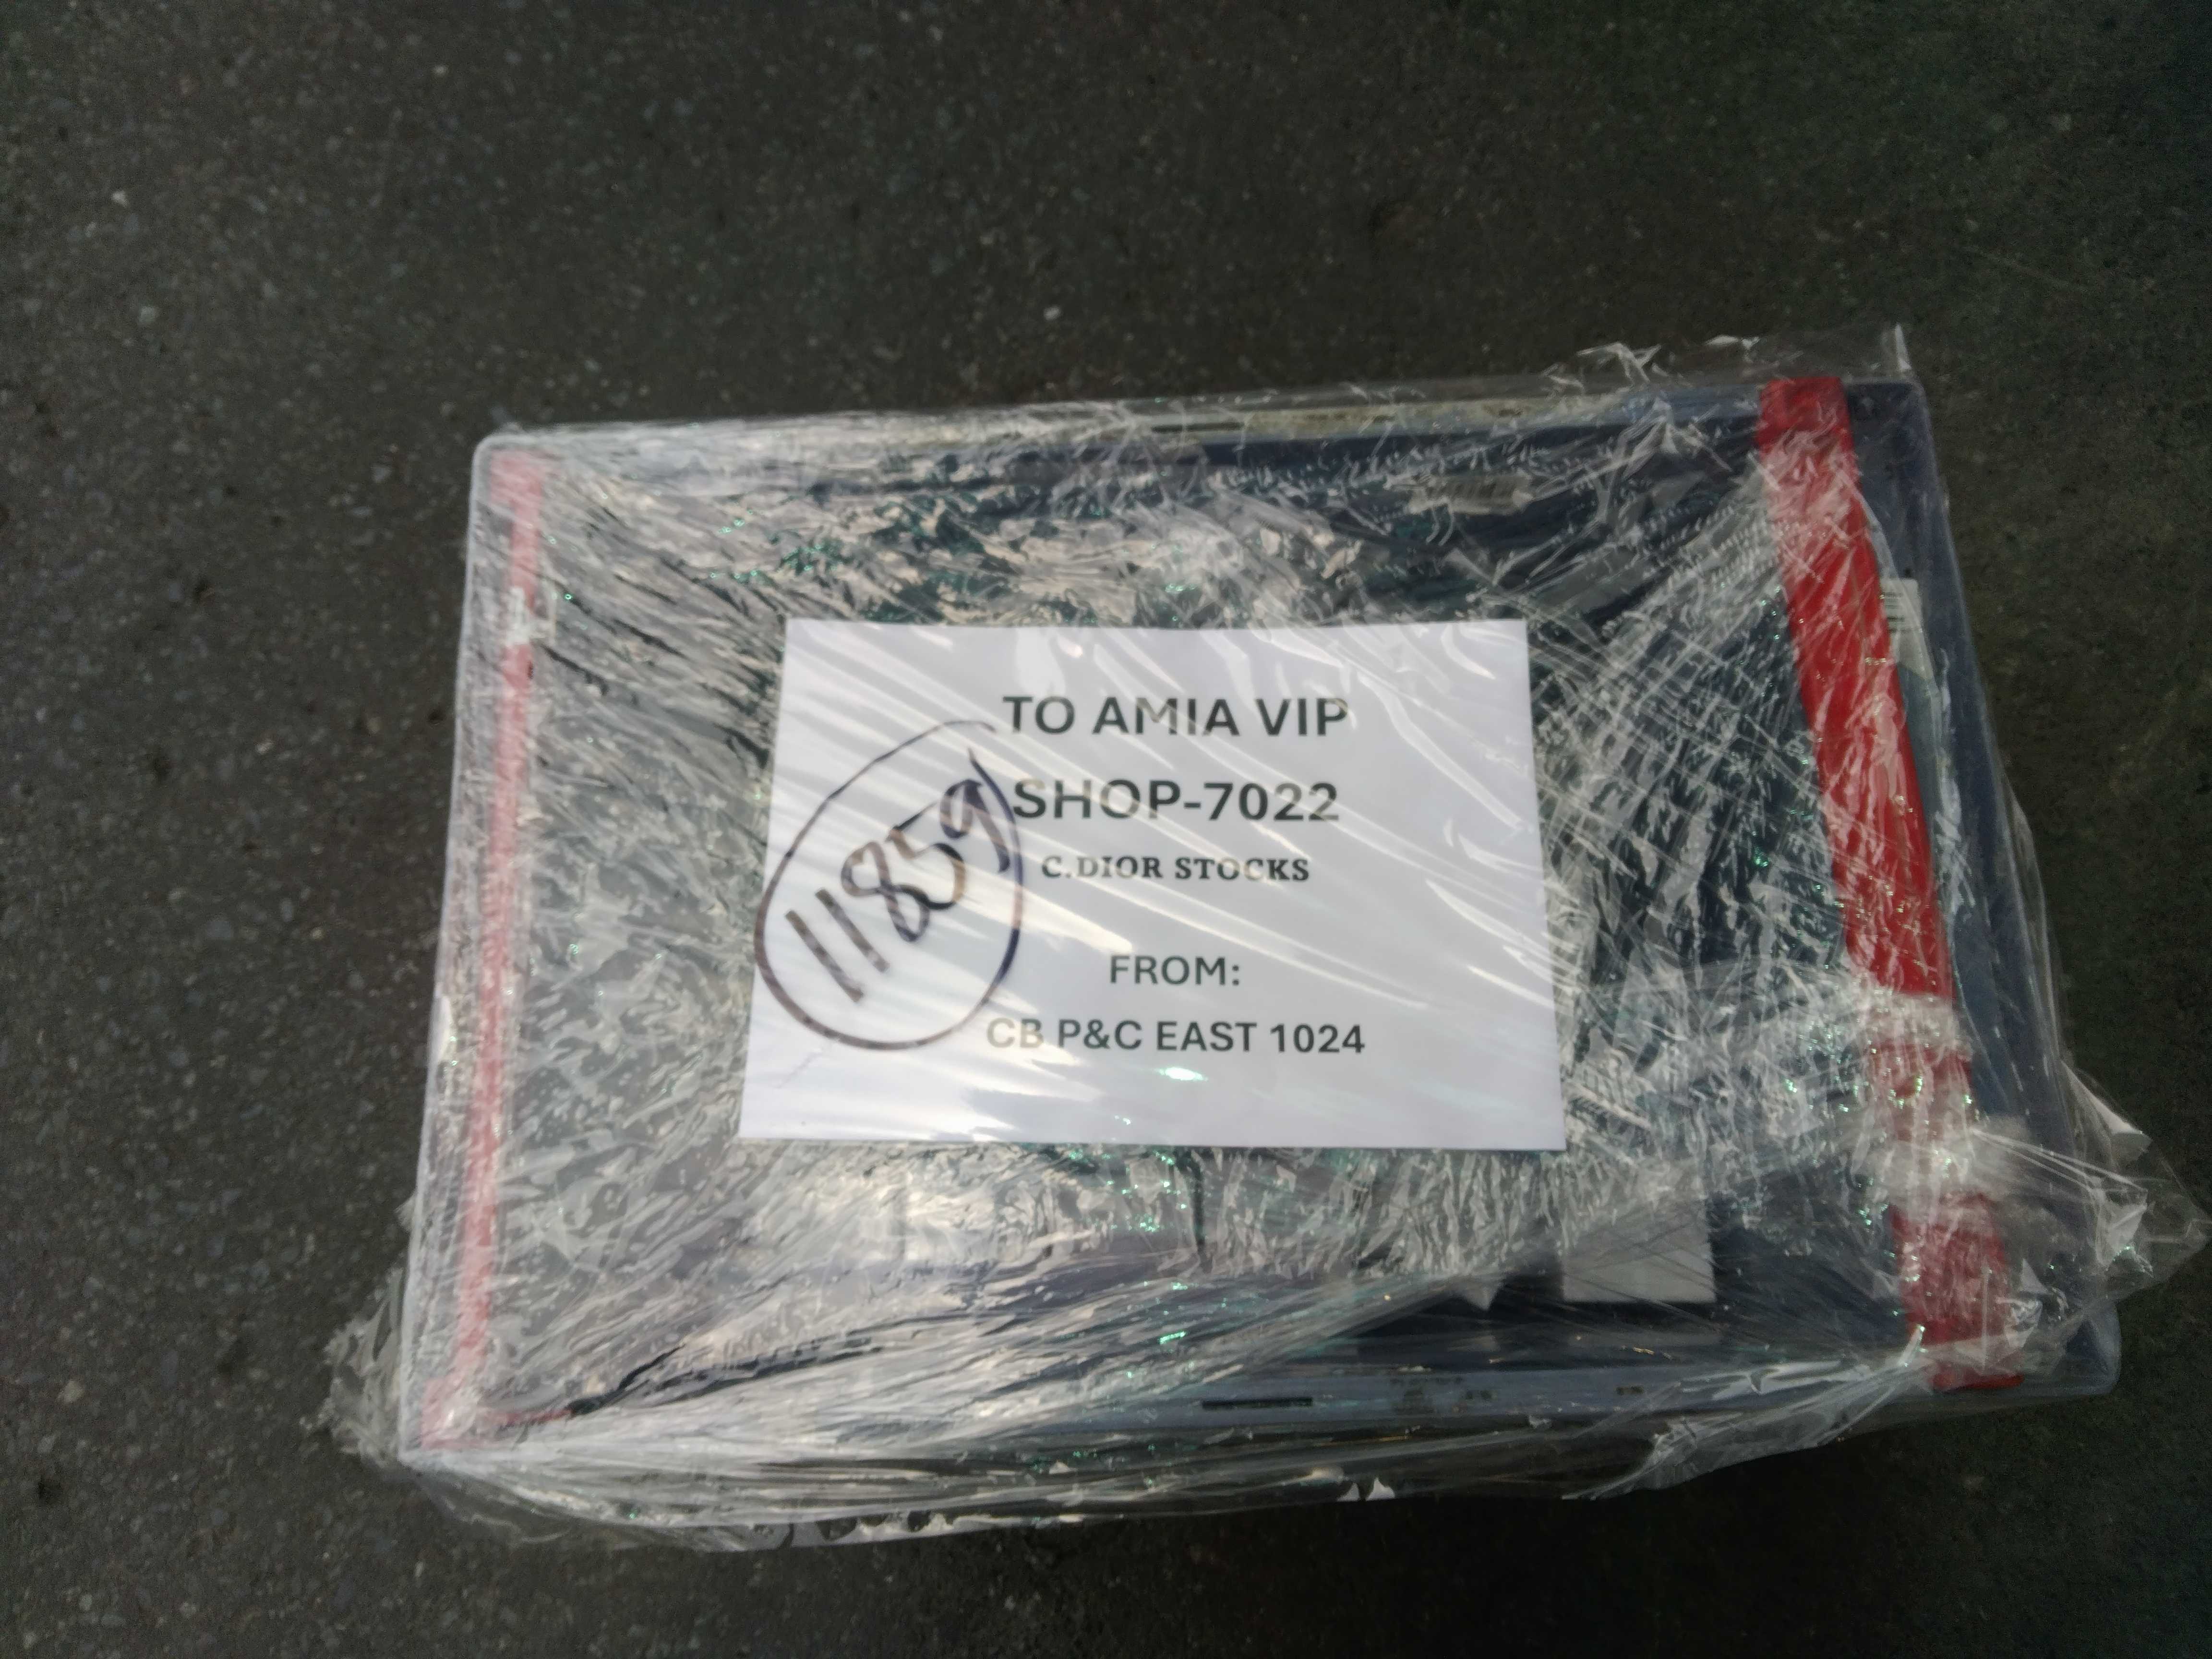 TO AMIA VIP
SHOP-7022
11859
C.DIOR STOCKS
FROM:
CB P&C EAST 1024